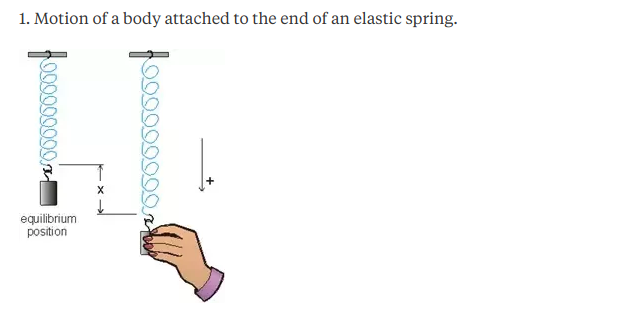 1. Motion of a body attached to the end of an elastic spring.
x
+
equilibrium
position